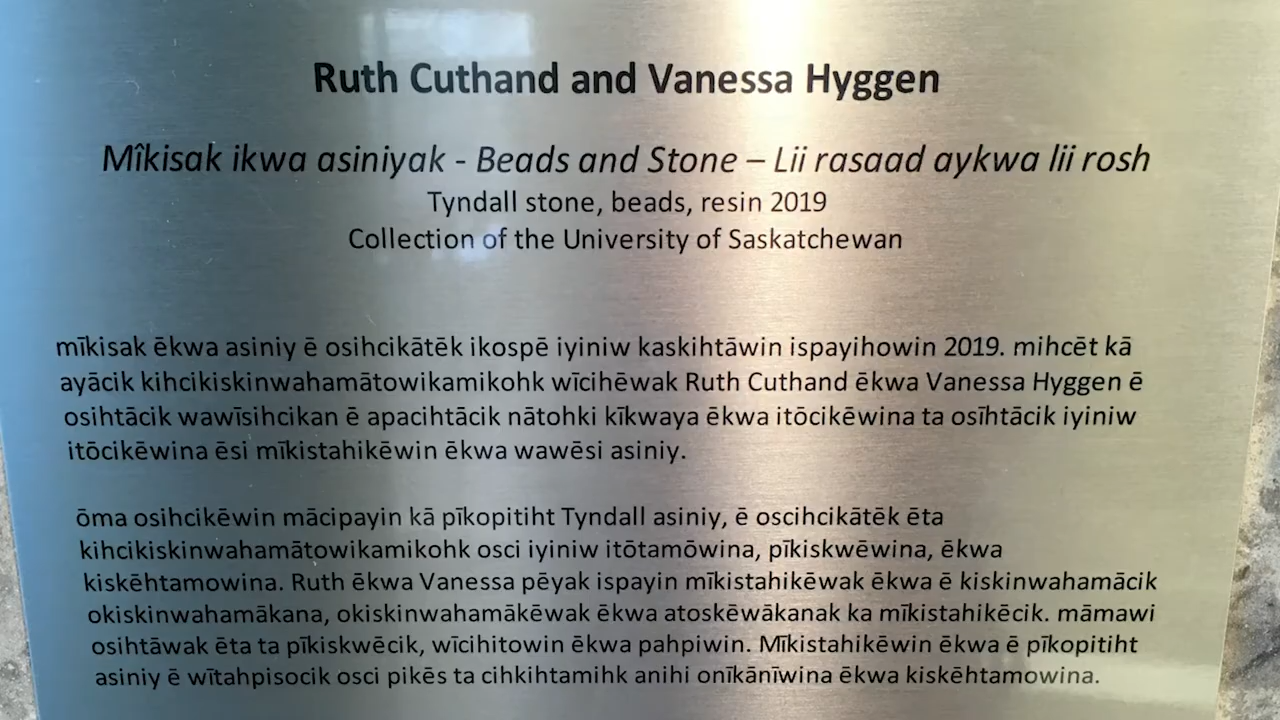 Ruth Cuthand and Vanessa Hyggen
Mîkisak ikwa asiniyak - Beads and Stone – Lii rasaad aykwa lii rosh
Tyndall stone, beads, resin 2019
Collection of the University of Saskatchewan
mīkisak ēkwa asiniy ē osihcikātēk ikospē iyiniw kaskihtāwin ispayihowin 2019. mihcēt kā
ayācik kihcikiskinwahamātowikamikohk wīcihēwak Ruth Cuthand ēkwa Vanessa Hyggen ē
osihtācik wawīsihcikan ē apacihtācik nātohki kīkwaya ēkwa itōcikēwina ta osīhtācik iyiniw
itōcikēwina ēsi mīkistahikēwin ēkwa wawēsi asiniy.
ōma osihcikēwin mācipayin kā pīkopitiht Tyndall asiniy, ē oscihcikātēk ēta
kihcikiskinwahamātowikamikohk osci iyiniw itōtamōwina, pīkiskwēwina, ēkwa
kiskēhtamowina. Ruth ēkwa Vanessa pēyak ispayin mīkistahikēwak ēkwa ē kiskinwahamācik
okiskinwahamākana, okiskinwahamākēwak ēkwa atoskēwākanak ka mīkistahikēcik. māmawi
osihtāwak ēta ta pīkiskwēcik, wīcihitowin ēkwa pahpiwin. Mīkistahikēwin ēkwa ē pīkopitiht
asiniy ē wītahpisocik osci pikēs ta cihkihtamihk anihi onīkānīwina ēkwa kiskēhtamowina.